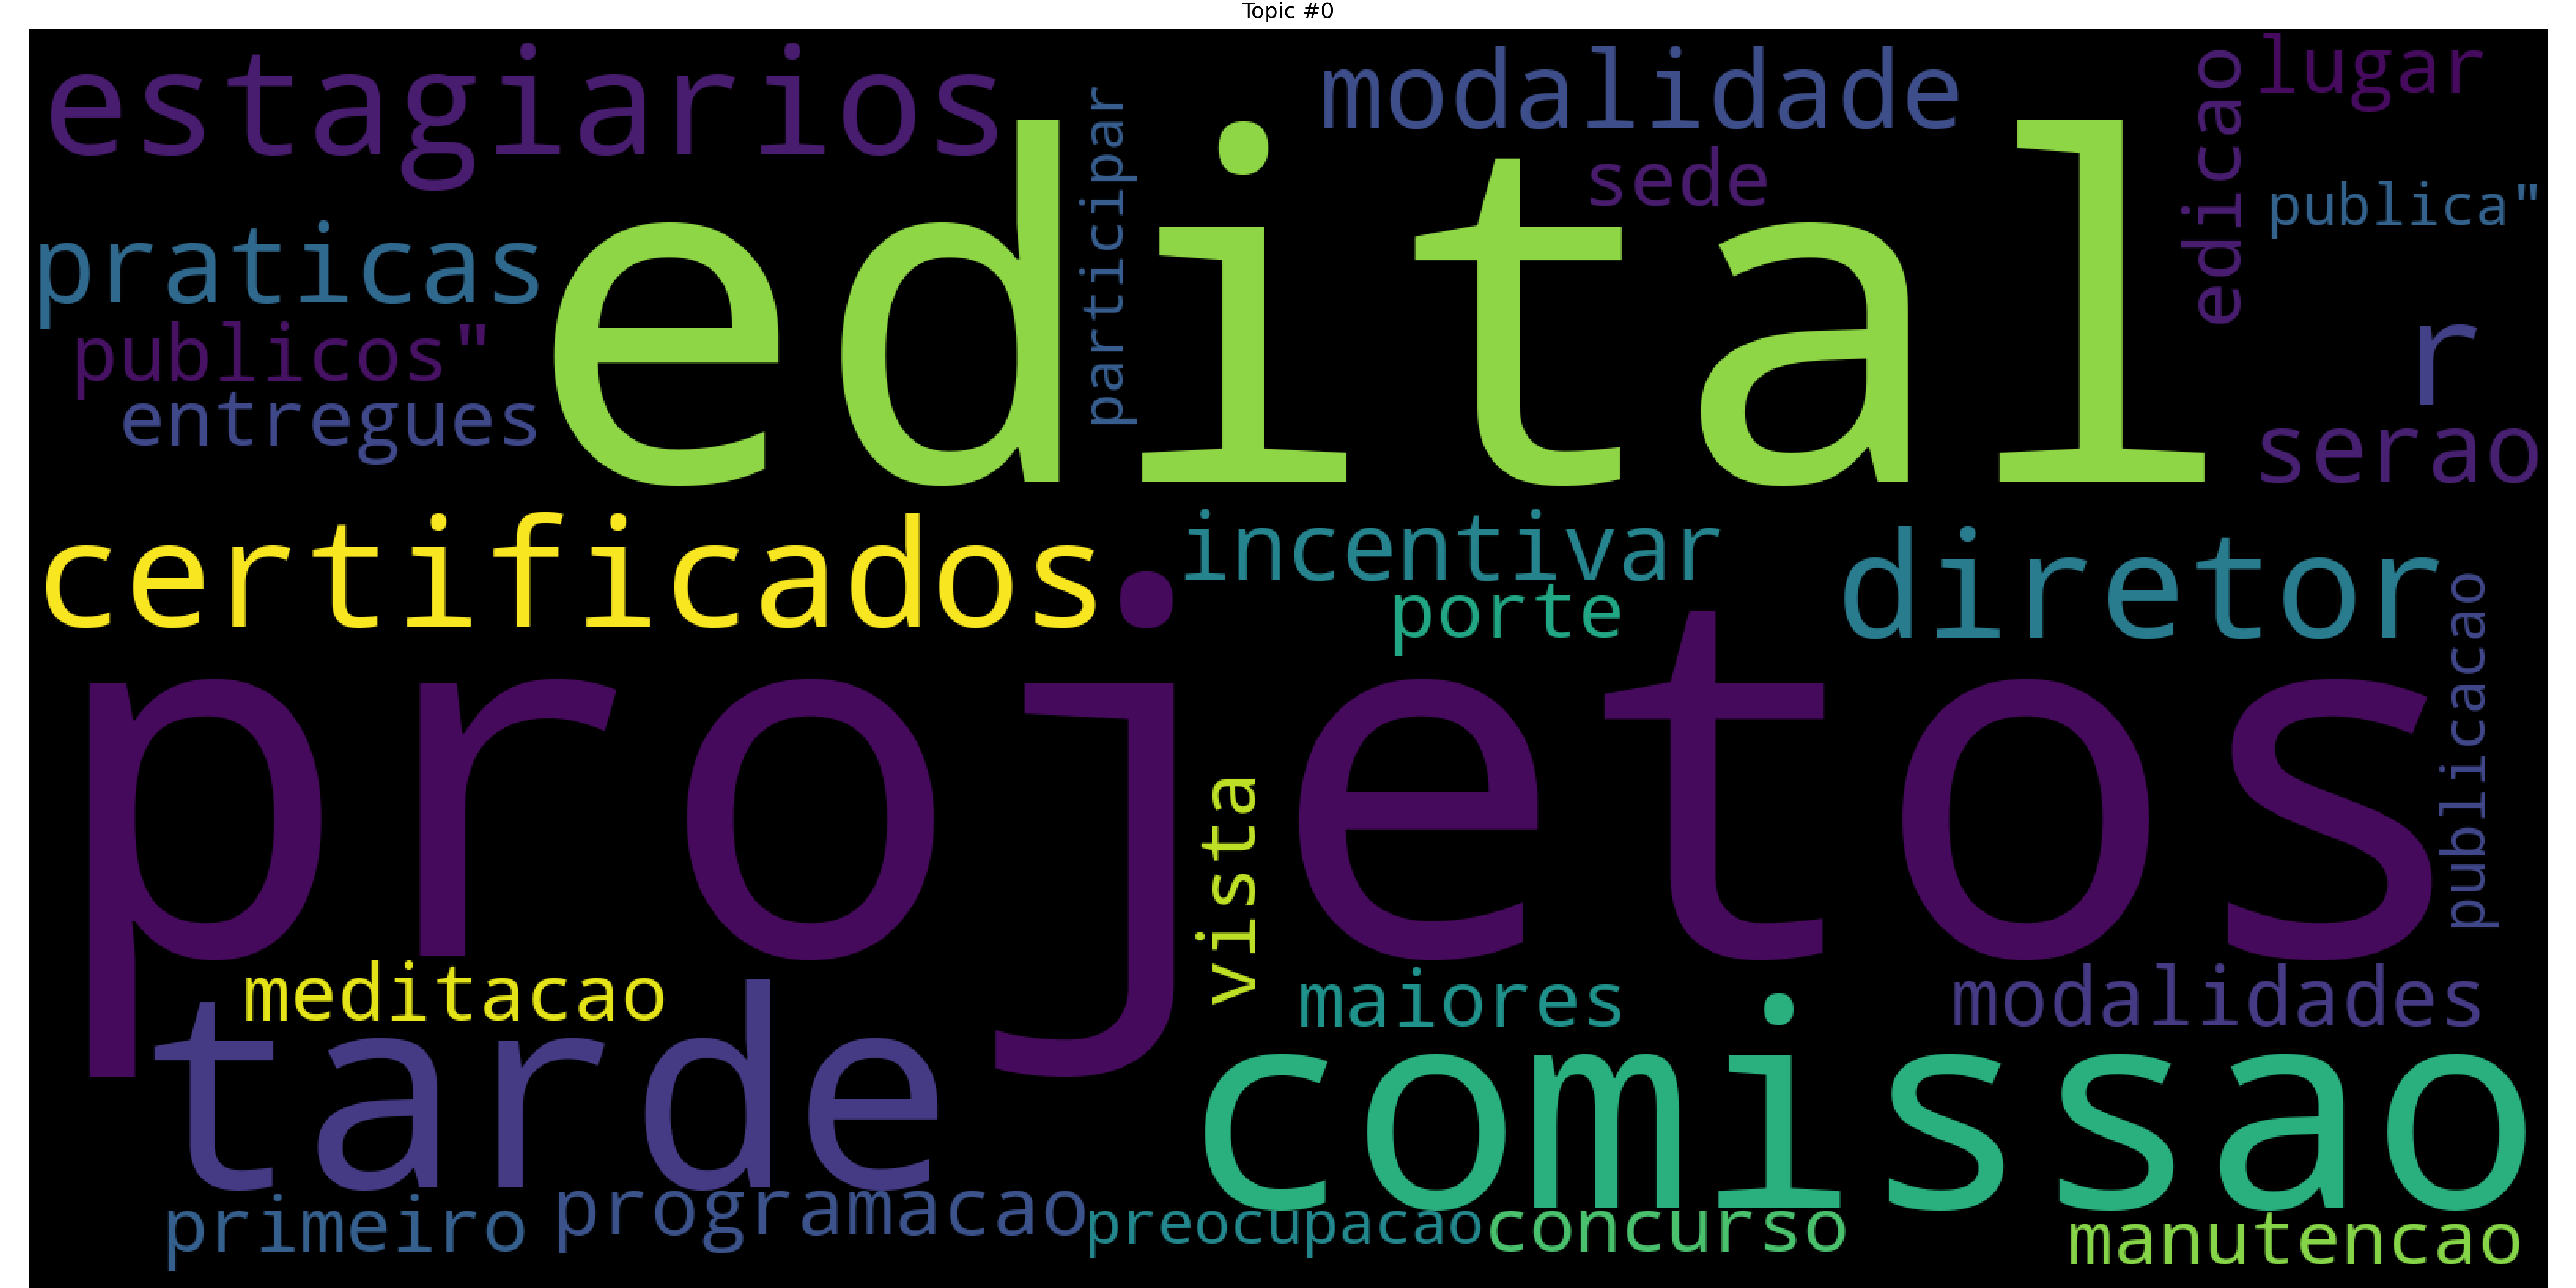 Topic #0
estagiarios
modalidade
lugar
edicao
participar
sede
publica"
edital
praticas
publicos"
entregues
r
serao
certificados
incentivar
porte
diretor
projetos
publicacao
vista
meditacao
maiores
modalidades
tarde
comissao
primeiro
programacao
preocupacao
concurso
manutencao